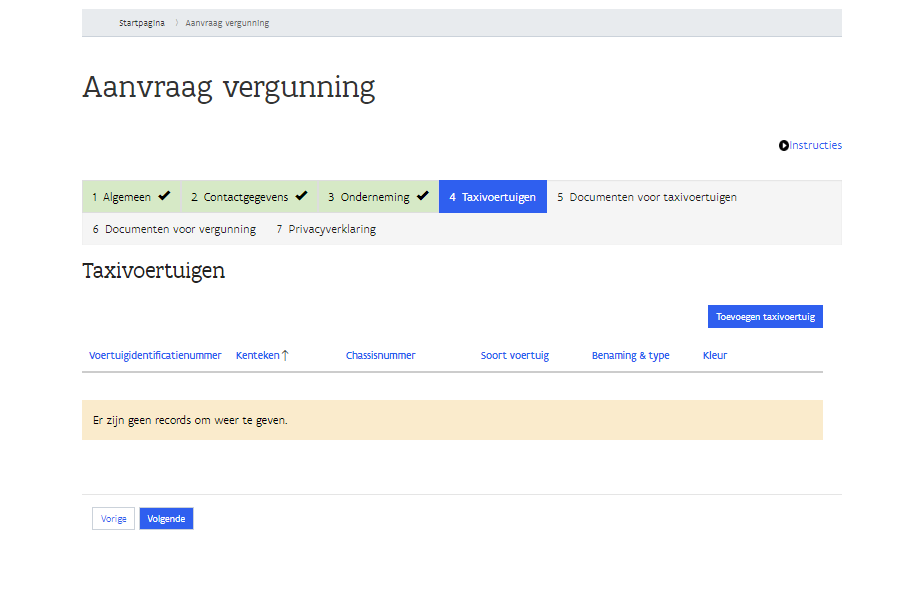 Startpagina Aanvraag vergunning
Aanvraag vergunning
Instructies
1 Algemeen 2 Contactgegevens 3 Onderneming 4 Taxivoertuigen 5 Documenten voor taxivoertuigen
6 Documenten voor vergunning 7 Privacyverklaring
Taxivoertuigen
Toevoegen taxivoertuig
Voertuigidentificatienummer Kenteken Chassisnummer Soort voertuig Benaming & type Kleur
Er zijn geen records om weer te geven.
Vorige Volgende